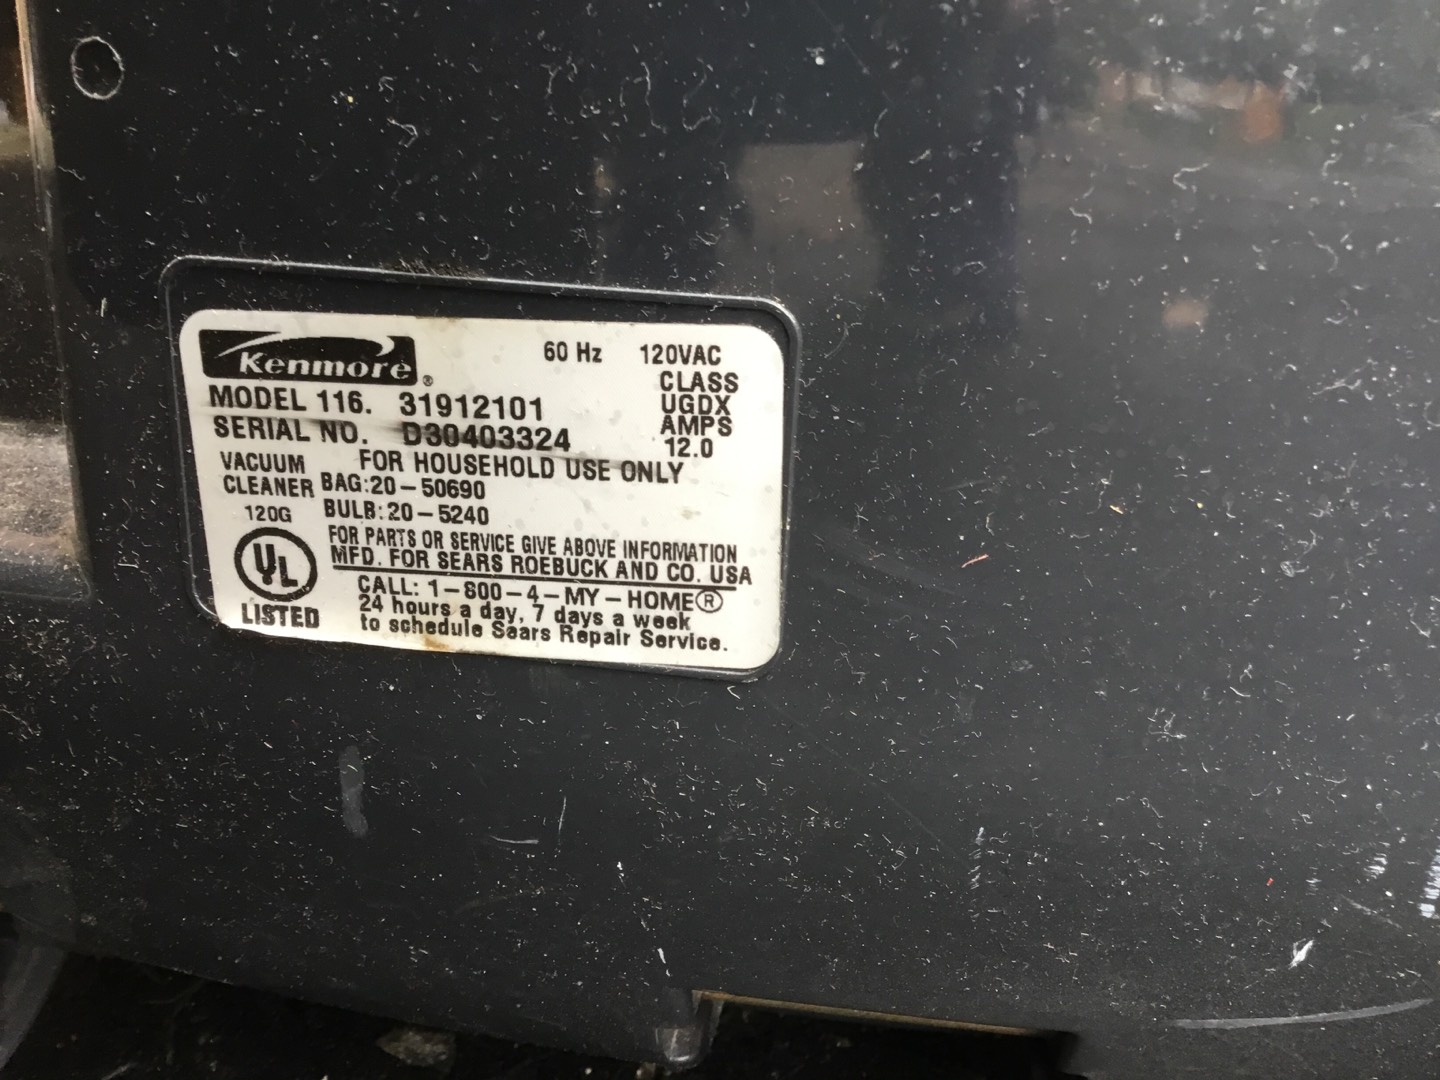 Kenmore® 60 Hz 120VAC
CLASS
MODEL 116. 31912101 UGDX
AMPS
SERIAL NO. D30403324 12.0
VACUUM FOR HOUSEHOLD USE ONLY
CLEANER BAG:20-50690
120G BULB:20-5240
FOR PARTS OR SERVICE GIVE ABOVE INFORMATION
MFD. FOR SEARS ROEBUCK AND CO. USA
UL
LISTED
CALL: 1-800-4-MY-HOME®
24 hours a day, 7 days a week
to schedule Sears Repair Service.